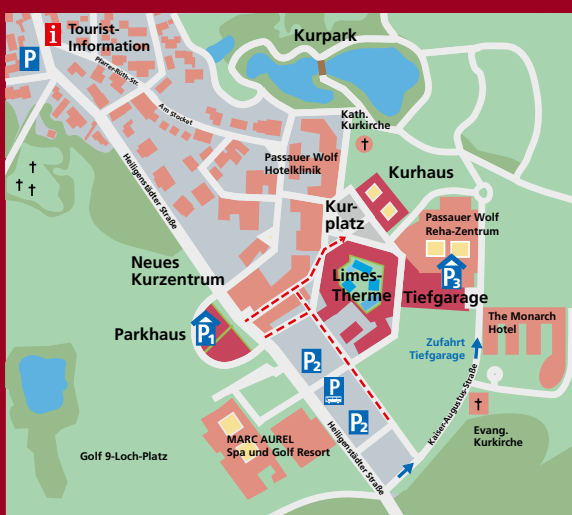 i
Tourist-
Information
P
Pfarrer-Rüth-Str.
Am Stocket
Kurpark
Kath.
Kurkirche
Passauer Wolf
Hotelklinik
Heiligenstädter Straße
Kurhaus
Kur-
platz
Passauer Wolf
Reha-Zentrum
Neues
Kurzentrum
Limes-
Therme
P3
Tiefgarage
Parkhaus
P1
The Monarch
Hotel
Zufahrt
Tiefgarage
P2
P
P2
Kaiser-Augustus-Straße
Heiligenstädter Straße
MARC AUREL
Spa und Golf Resort
Golf 9-Loch-Platz
Evang.
Kurkirche